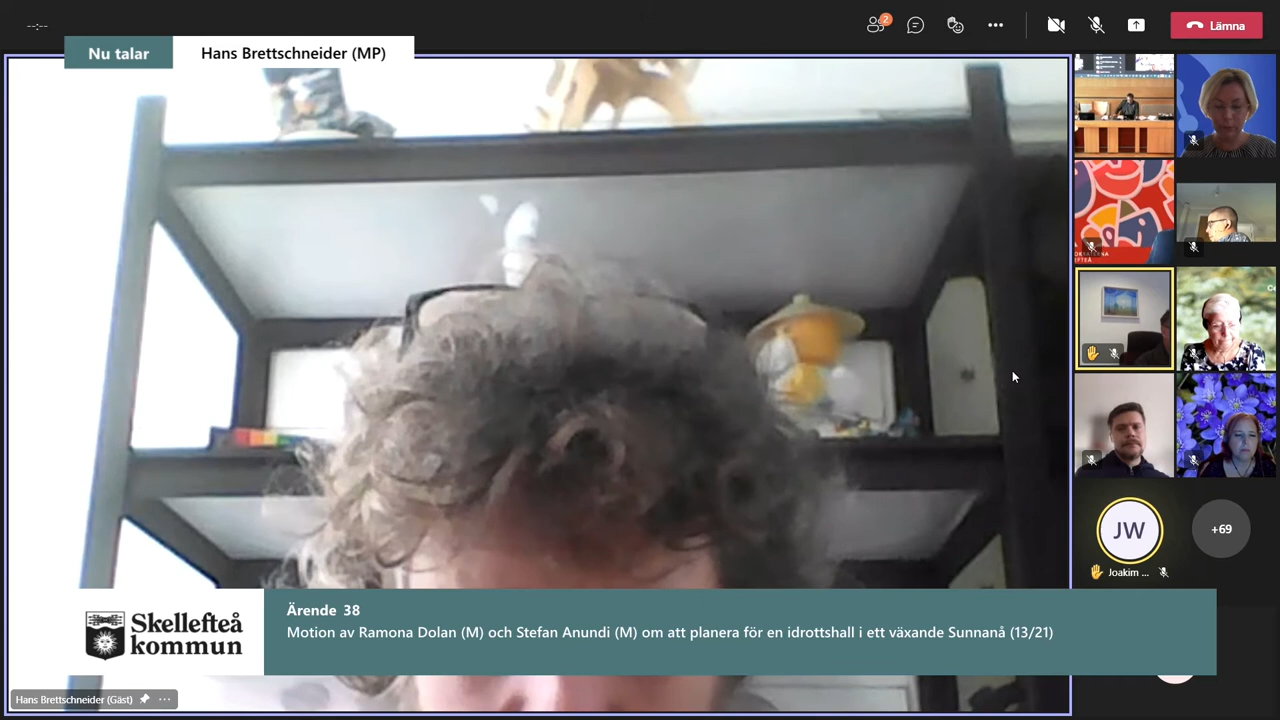 --:--
2
Lämna
Nu talar
Hans Brettschneider (MP)
JW
+69
Joakim ...
Ärende 38
Motion av Ramona Dolan (M) och Stefan Anundi (M) om att planera för en idrottshall i ett växande Sunnanå (13/21)
Skellefteå
kommun
Hans Brettschneider (Gäst)